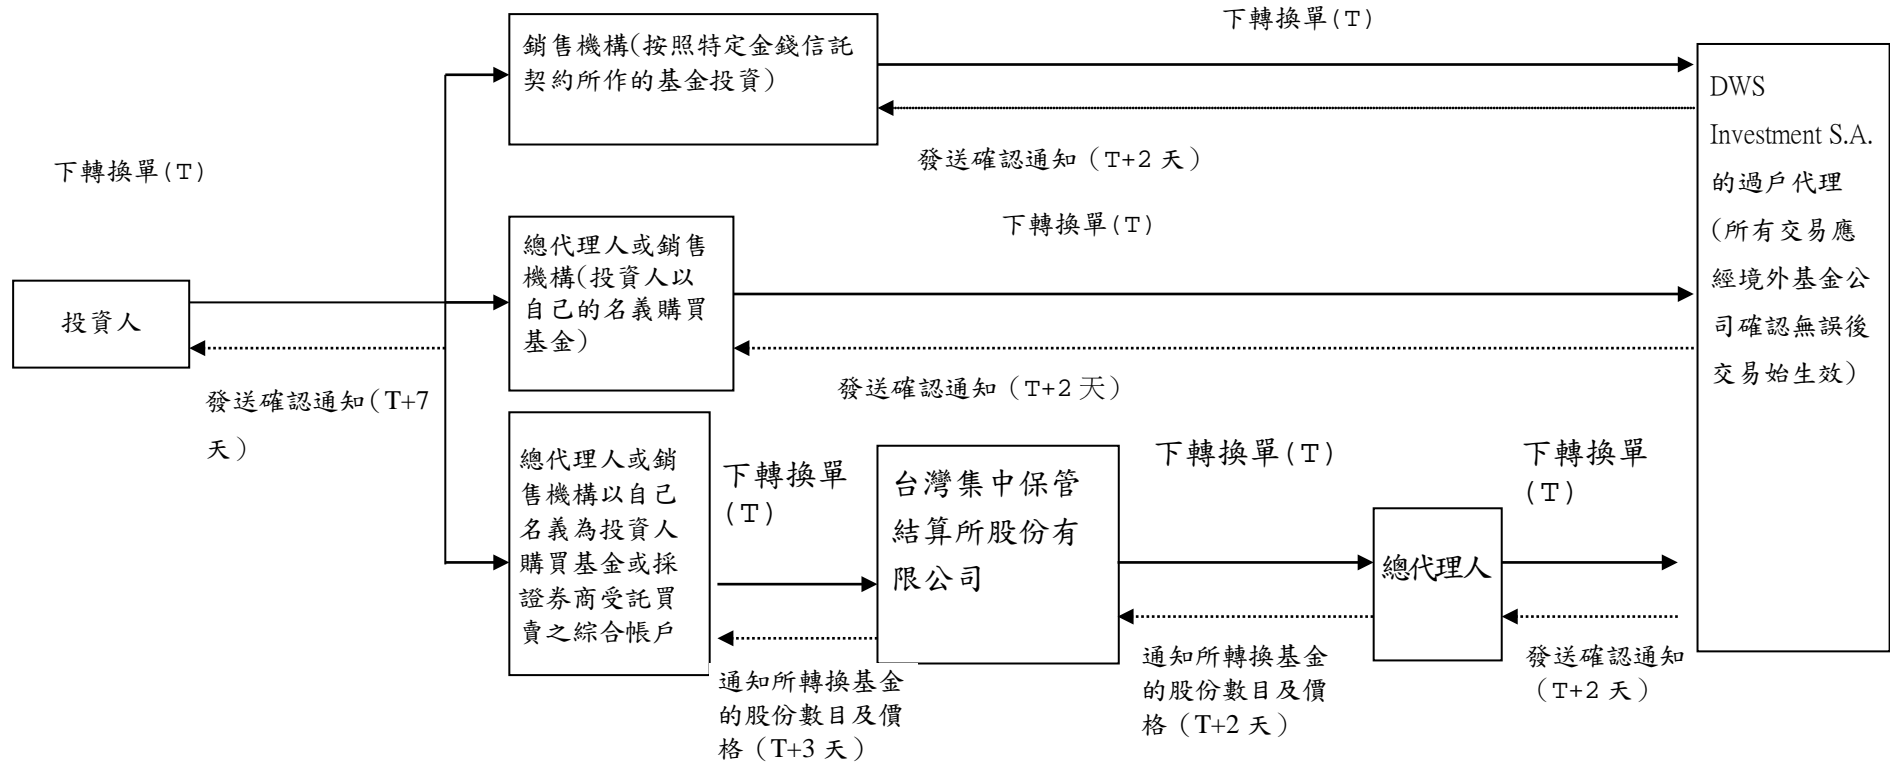 下轉換單(T)
銷售機構(按照特定金錢信託
契約所作的基金投資)
DWS
Investment S.A.
的過戶代理
(所有交易應
經境外基金公
司確認無誤後
交易始生效)
發送確認通知（T+2 天）
下轉換單(T)
下轉換單(T)
總代理人或銷售
機構(投資人以
自己的名義購買
基金)
投資人
發送確認通知（T+2 天）
發送確認通知（T+7
天）
總代理人或銷
售機構以自己
名義為投資人
購買基金或採
證券商受託買
賣之綜合帳戶
下轉換單
(T)
台灣集中保管
結算所股份有
限公司
下轉換單(T)
總代理人
下轉換單
(T)
通知所轉換基金
的股份數目及價
格（T+3 天）
通知所轉換基金
的股份數目及價
格（T+2 天）
發送確認通知
（T+2 天）